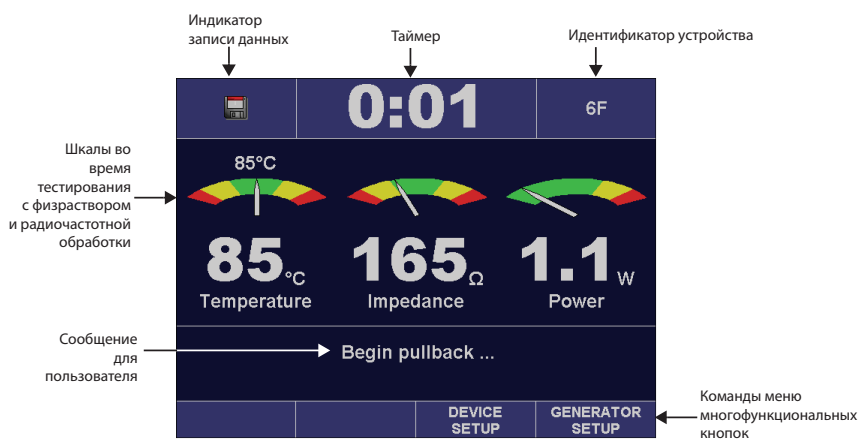 Индикатор
записи данных
Таймер
Идентификатор устройства
0:01
6F
Шкалы во
время
тестирования
с физраствором
и радиочастотной
обработки
85°C
85°C
165Ω
1.1W
Temperature
Impedance
Power
Сообщение
для
пользователя
Begin pullback ...
DEVICE
SETUP
GENERATOR
SETUP
Команды меню
многофункциональных
кнопок